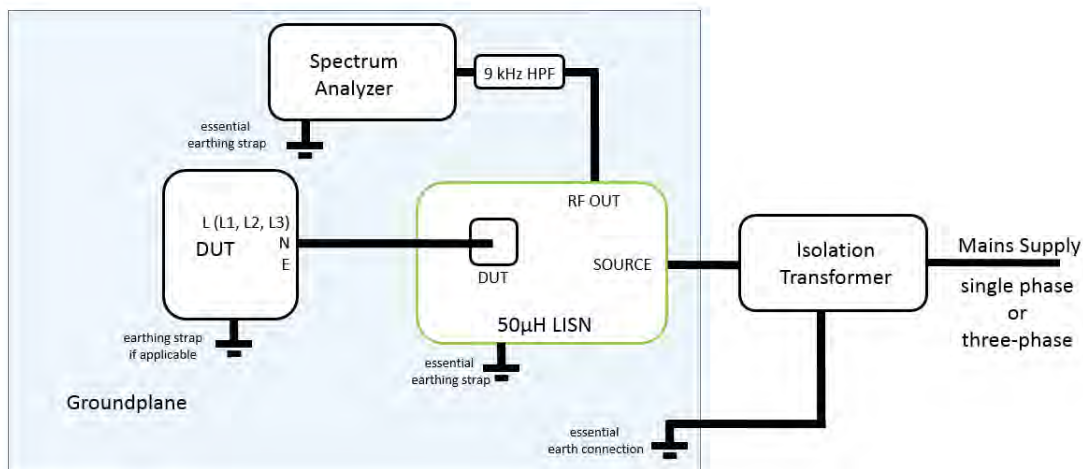 Spectrum
Analyzer
9 kHz HPF
essential
earthing strap
RF OUT
L (L1, L2, L3)
N
DUT
E
DUT
SOURCE
Isolation
Transformer
Mains Supply
single phase
or
three-phase
50µH LISN
earthing strap
if applicable
essential
earthing strap
Groundplane
essential
earth connection